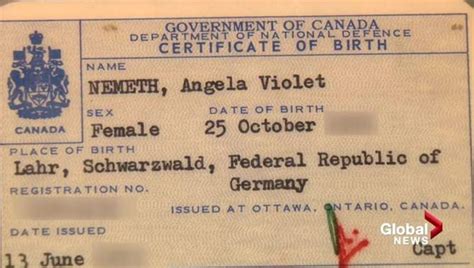 GOVERNMENT OF CANADA
DEPARTMENT OF NATIONAL DEFENCE
CERTIFICATE OF BIRTH
CANADA
NAME
NEMETH, Angela Violet
SEX DATE OF BIRTH
Female 25 October
PLACE OF BIRTH
Lahr, Schwarzwald, Federal Republic of
Germany
REGISTRATION NO.
ISSUED AT OTTAWA, ONTARIO, CANADA.
DATE ISSUED
13 June Capt
Global
NEWS